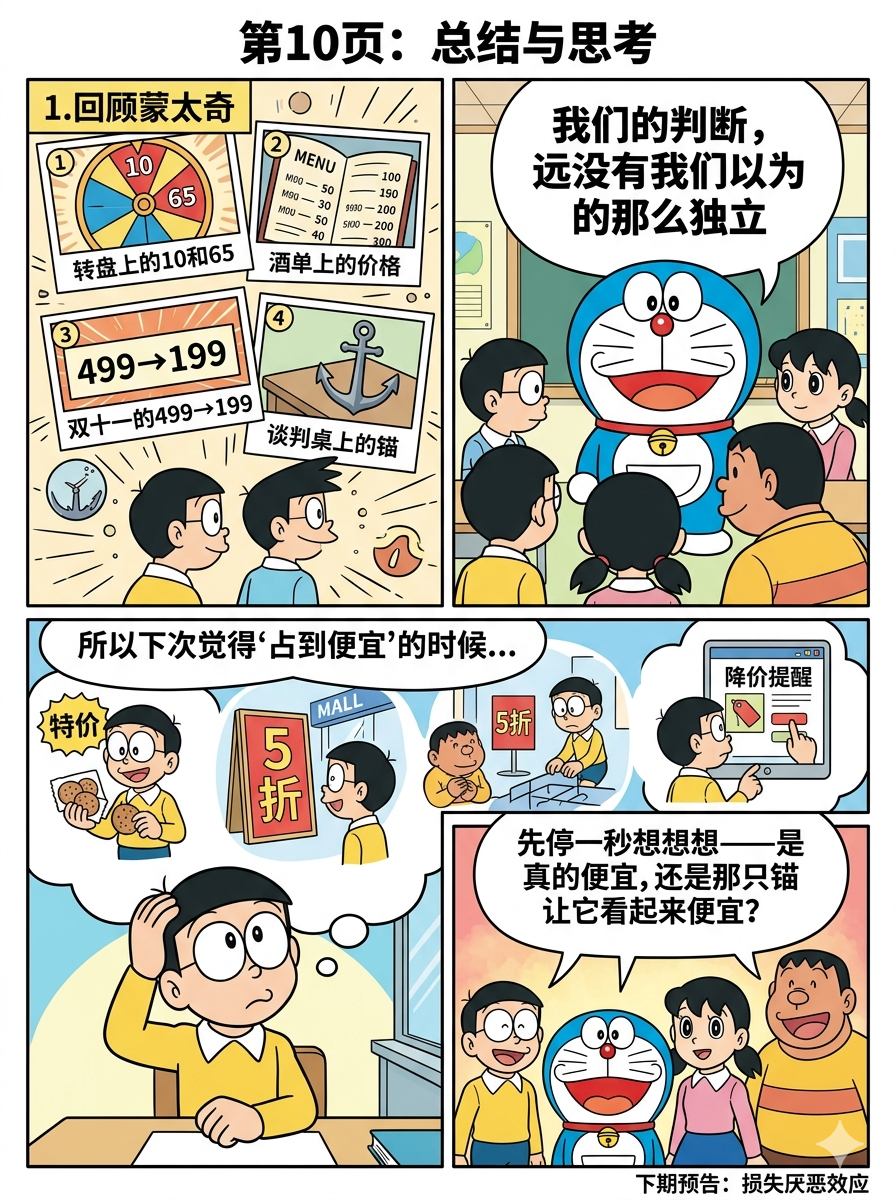 第10页：总结与思考
1.回顾蒙太奇
1
10
65
转盘上的10和65
2
MENU
50
30
50
40
100
190
200
200
300
酒单上的价格
3
499→199
双十一的499→199
4
谈判桌上的锚
我们的判断，
远没有我们以为
的那么独立
所以下次觉得‘占到便宜’的时候...
特价
5
折
MALL
5折
降价提醒
先停一秒想想想——是
真的便宜，还是那只锚
让它看起来便宜？
下期预告：损失厌恶效应